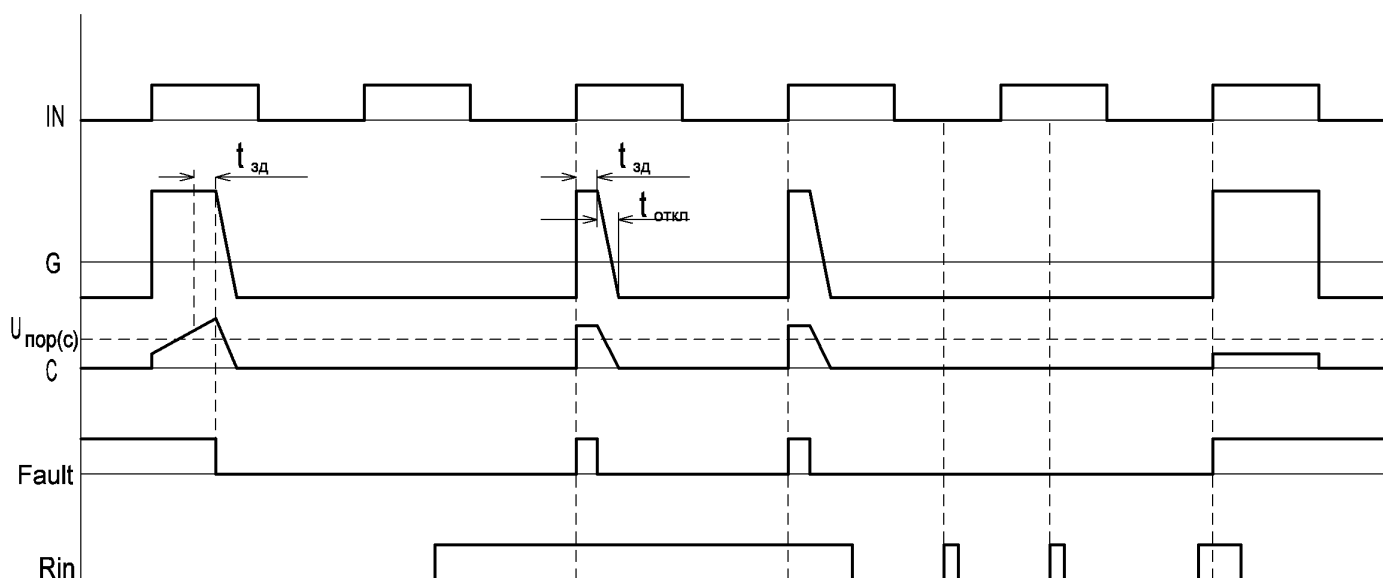 IN
t зд
t зд
t откл
G
U пор(с)
C
Fault
Rin